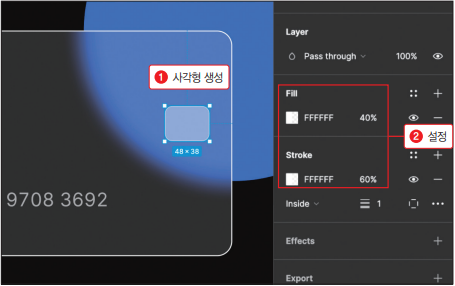 1 사각형 생성
48 × 38
9708 3692
Layer
Pass through 100%
Fill
FFFFFF 40%
2 설정
Stroke
FFFFFF 60%
Inside 1
Effects
Export